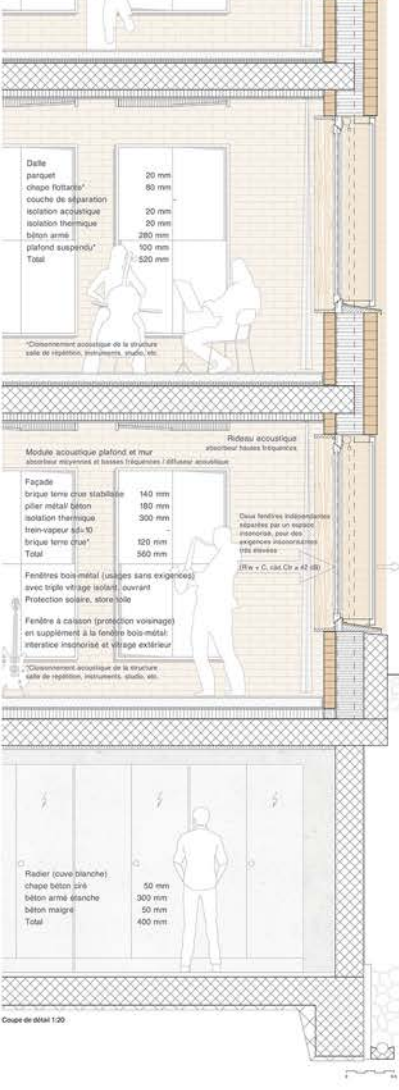 Dalle
parquet 20 mm
chape flottante* 80 mm
couche de séparation -
isolation acoustique 20 mm
isolation thermique 20 mm
béton armé 280 mm
plafond suspendu* 100 mm
Total 520 mm
*Cloisonnement acoustique de la structure
salle de répétition, instruments, studio, etc.
Rideau acoustique
absorbeur hautes fréquences
Module acoustique plafond et mur
absorbeur moyennes et basses fréquences / diffuseur acoustique
Façade
brique terre crue stabilisée 140 mm
pilier métal/ béton 180 mm
isolation thermique 300 mm
frein-vapeur sd=10 -
brique terre crue* 120 mm
Total 560 mm
Deux fenêtres indépendantes
séparées par un espace
insonorisé, pour des
exigences insonorisantes
très élevées
(R'w + C, càd Ctr ≥ 42 dB)
Fenêtres bois-métal (usages sans exigences)
avec triple vitrage isolant, ouvrant
Protection solaire, store toile
Fenêtre à caisson (protection voisinage)
en supplément à la fenêtre bois-métal:
interstice insonorisé et vitrage extérieur
*Cloisonnement acoustique de la structure
salle de répétition, instruments, studio, etc.
Radier (cuve blanche)
chape béton ciré 50 mm
béton armé étanche 300 mm
béton maigre 50 mm
Total 400 mm
Coupe de détail 1:20